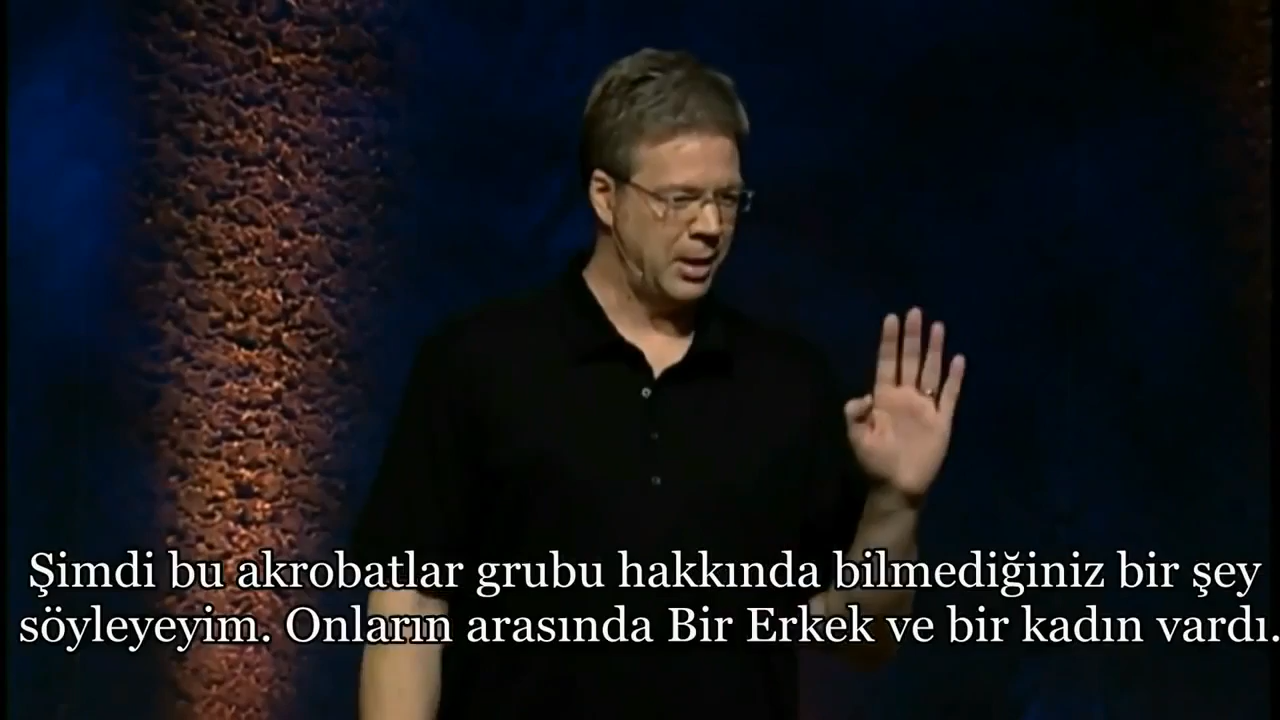 Şimdi bu akrobatlar grubu hakkında bilmediğiniz bir şey
söyleyeyim. Onların arasında Bir Erkek ve bir kadın vardı.